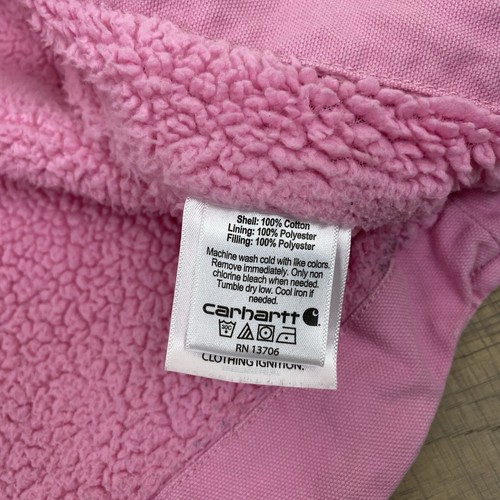 Shell: 100% Cotton
Lining: 100% Polyester
Filling: 100% Polyester
Machine wash cold with like colors.
Remove immediately. Only non
chlorine bleach when needed.
Tumble dry low. Cool iron if
needed.
carhartt
RN 13706
CLOTHING IGNITION.